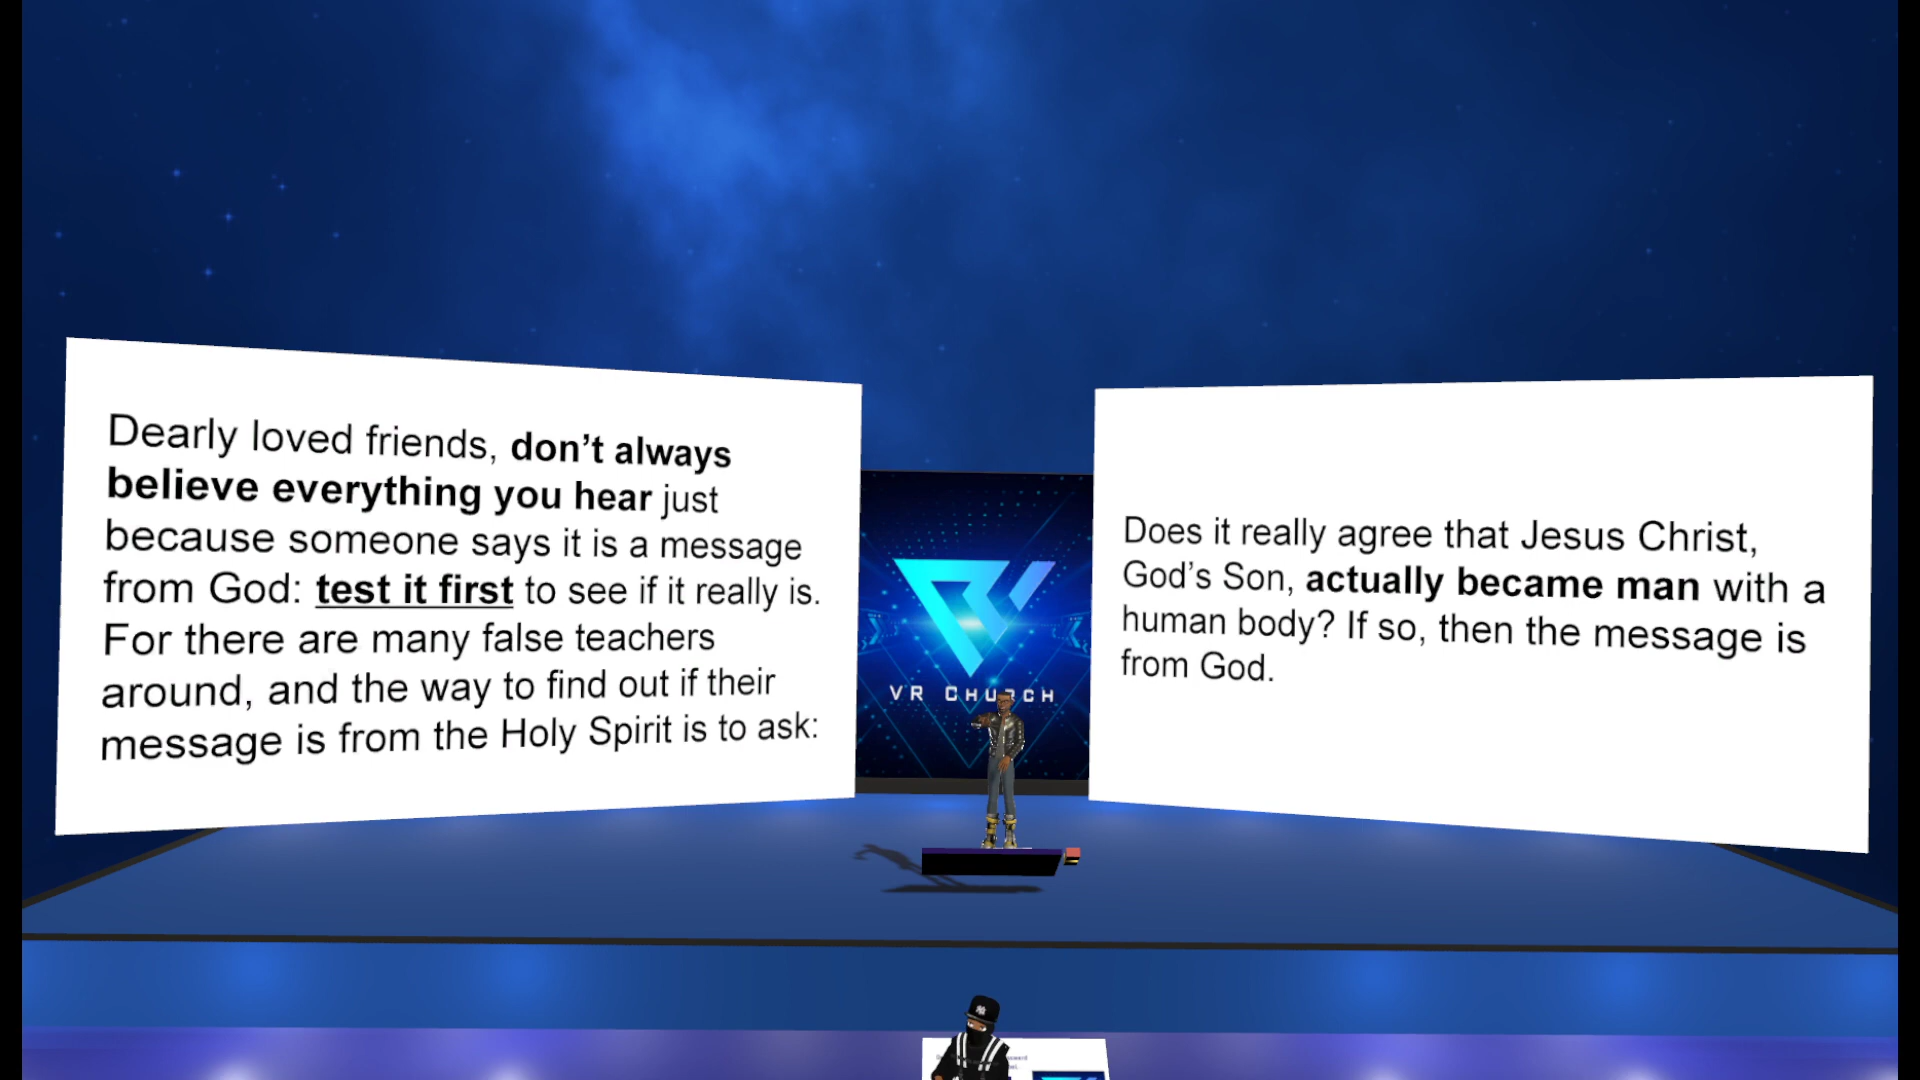 Dearly loved friends, don't always
believe everything you hear just
because someone says it is a message
from God: test it first to see if it really is.
For there are many false teachers
around, and the way to find out if their
message is from the Holy Spirit is to ask:
Does it really agree that Jesus Christ,
God's Son, actually became man with a
human body? If so, then the message is
from God.
VR CHURCH